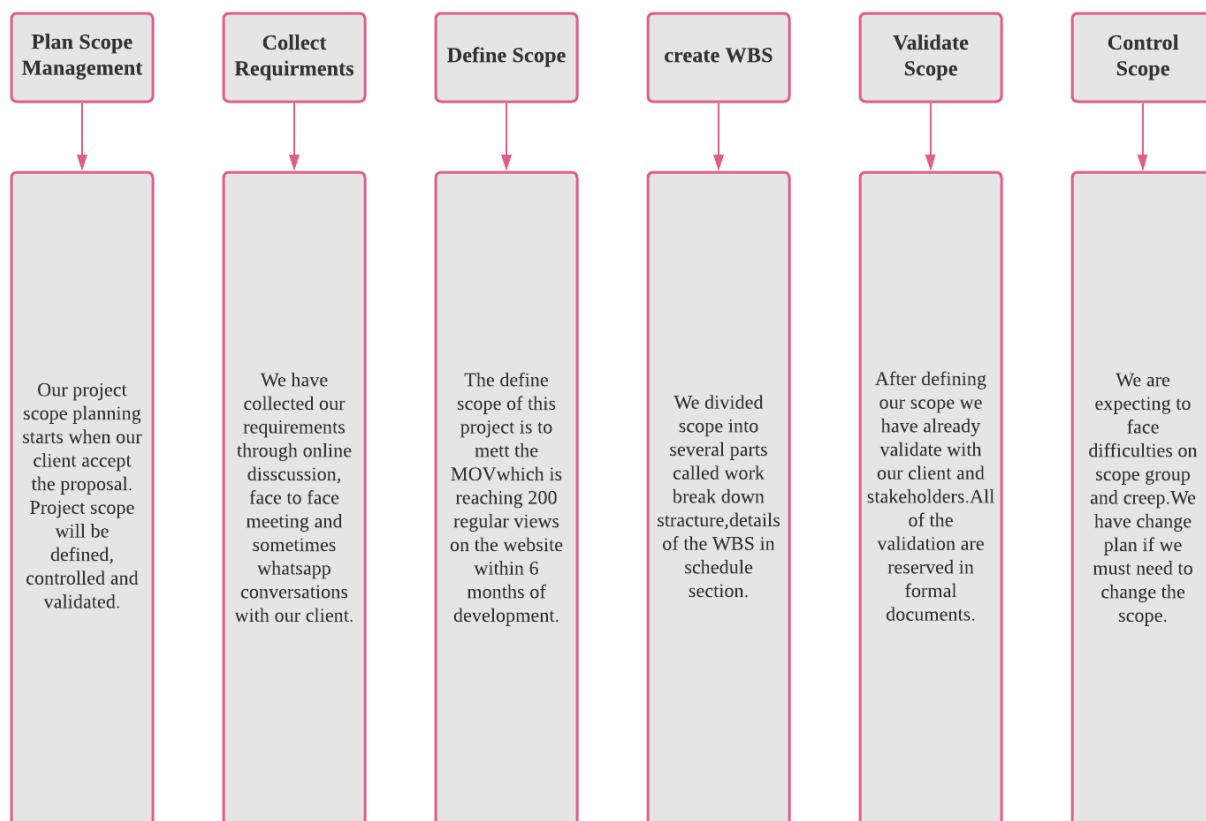 Plan Scope
Management
Our project
scope planning
starts when our
client accept
the proposal.
Project scope
will be
defined,
controlled and
validated.
Collect
Requirments
We have
collected our
requirements
through online
disscussion,
face to face
meeting and
sometimes
whatsapp
conversations
with our client.
Define Scope
The define
scope of this
project is to
mett the
MOVwhich is
reaching 200
regular views
on the website
within 6
months of
development.
create WBS
We divided
scope into
several parts
called work
break down
stracture,details
of the WBS in
schedule
section.
Validate
Scope
After defining
our scope we
have already
validate with
our client and
stakeholders.All
of the
validation are
reserved in
formal
documents.
Control
Scope
We are
expecting to
face
difficulties on
scope group
and creep.We
have change
plan if we
must need to
change the
scope.